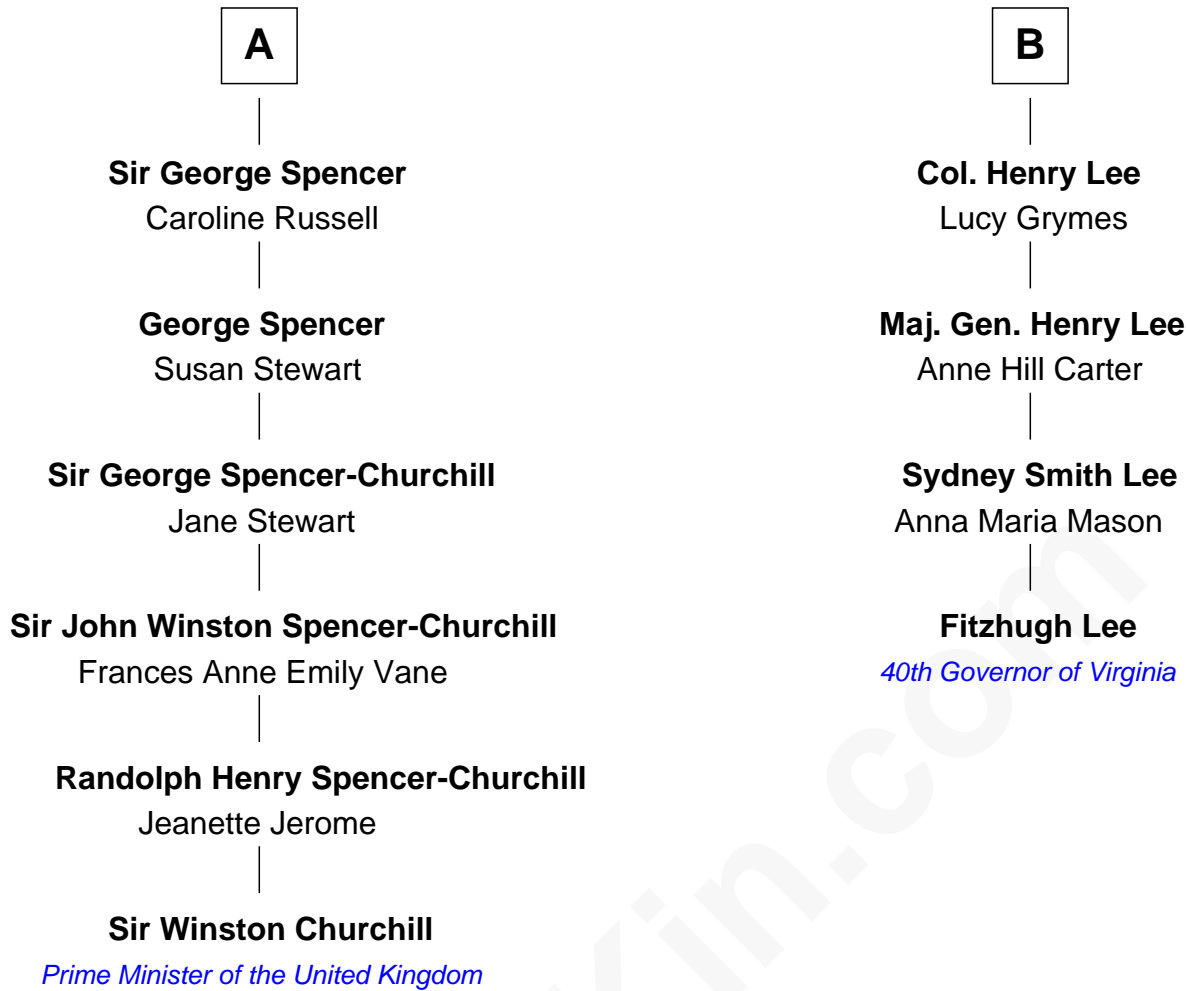 A
Sir George Spencer
Caroline Russell
George Spencer
Susan Stewart
Sir George Spencer-Churchill
Jane Stewart
Sir John Winston Spencer-Churchill
Frances Anne Emily Vane
Randolph Henry Spencer-Churchill
Jeanette Jerome
Sir Winston Churchill
Prime Minister of the United Kingdom
B
Col. Henry Lee
Lucy Grymes
Maj. Gen. Henry Lee
Anne Hill Carter
Sydney Smith Lee
Anna Maria Mason
Fitzhugh Lee
40th Governor of Virginia
Kin.com